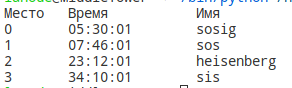 Место Время Имя
0 05:30:01 sosig
1 07:46:01 sos
2 23:12:01 heisenberg
3 34:10:01 sis